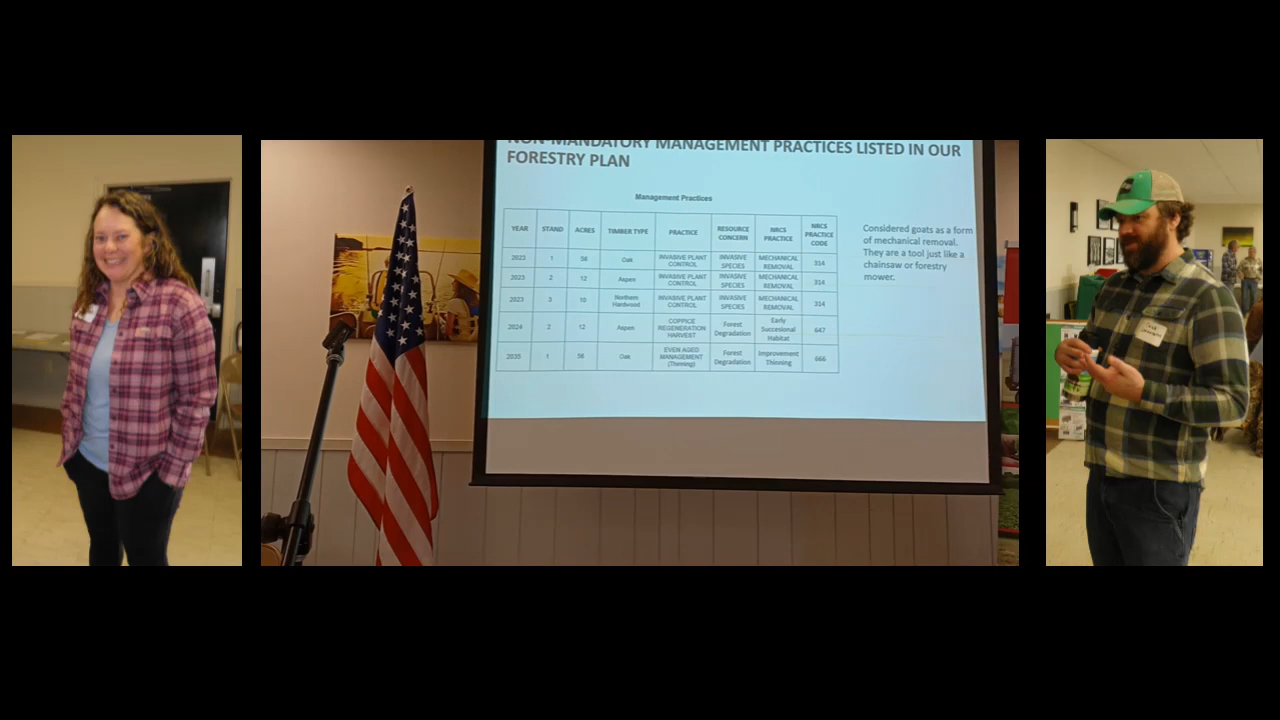 NON-MANDATORY MANAGEMENT PRACTICES LISTED IN OUR
FORESTRY PLAN
Management Practices
YEAR STAND ACRES TIMBER TYPE PRACTICE RESOURCE CONCERN NRCS PRACTICE NRCS PRACTICE CODE
2023 1 56 Oak INVASIVE PLANT CONTROL INVASIVE SPECIES MECHANICAL REMOVAL 314
2023 2 12 Aspen INVASIVE PLANT CONTROL INVASIVE SPECIES MECHANICAL REMOVAL 314
2023 3 10 Northern Hardwood INVASIVE PLANT CONTROL INVASIVE SPECIES MECHANICAL REMOVAL 314
2024 2 12 Aspen COPPICE REGENERATION HARVEST Forest Degradation Early Succesional Habitat 647
2035 1 56 Oak EVEN AGED MANAGEMENT (Thinning) Forest Degradation Improvement Thinning 666
Considered goats as a form
of mechanical removal.
They are a tool just like a
chainsaw or forestry
mower.